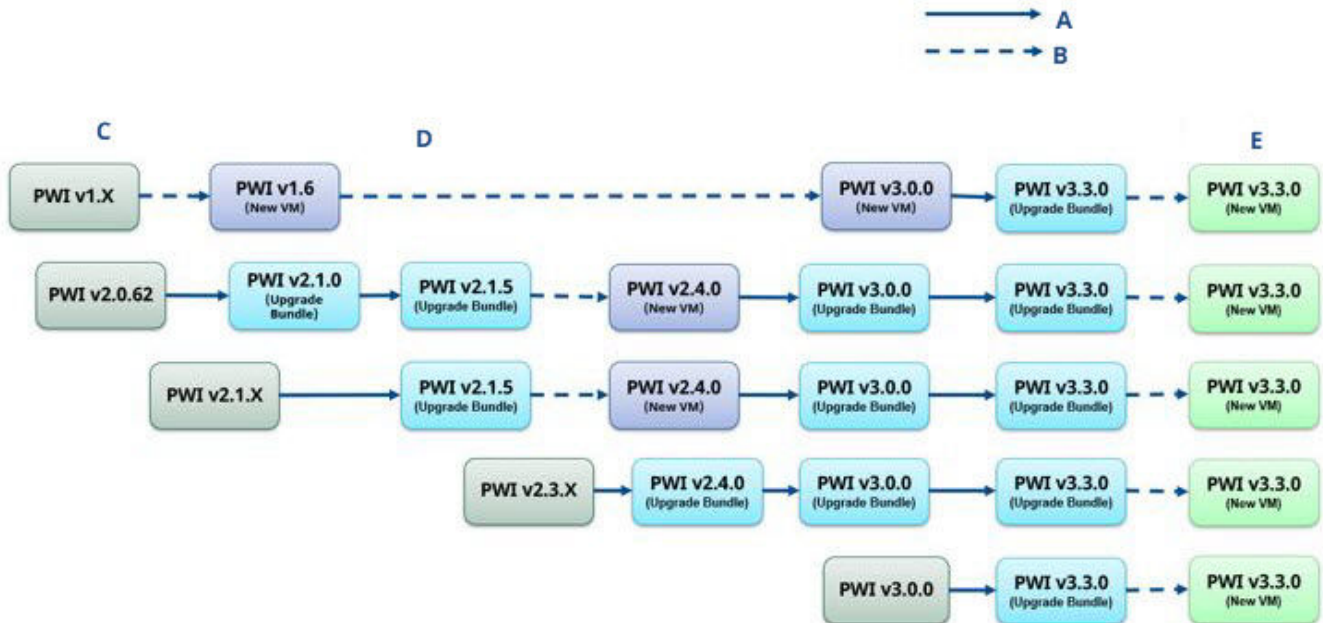 A
B
C
D
E
PWI v1.X
PWI v1.6
(New VM)
PWI v3.0.0
(New VM)
PWI v3.3.0
(Upgrade Bundle)
PWI v3.3.0
(New VM)
PWI v2.0.62
PWI v2.1.0
(Upgrade
Bundle)
PWI v2.1.5
(Upgrade Bundle)
PWI v2.4.0
(New VM)
PWI v3.0.0
(Upgrade Bundle)
PWI v3.3.0
(Upgrade Bundle)
PWI v3.3.0
(New VM)
PWI v2.1.X
PWI v2.1.5
(Upgrade Bundle)
PWI v2.4.0
(New VM)
PWI v3.0.0
(Upgrade Bundle)
PWI v3.3.0
(Upgrade Bundle)
PWI v3.3.0
(New VM)
PWI v2.3.X
PWI v2.4.0
(Upgrade Bundle)
PWI v3.0.0
(Upgrade Bundle)
PWI v3.3.0
(Upgrade Bundle)
PWI v3.3.0
(New VM)
PWI v3.0.0
PWI v3.3.0
(Upgrade Bundle)
PWI v3.3.0
(New VM)